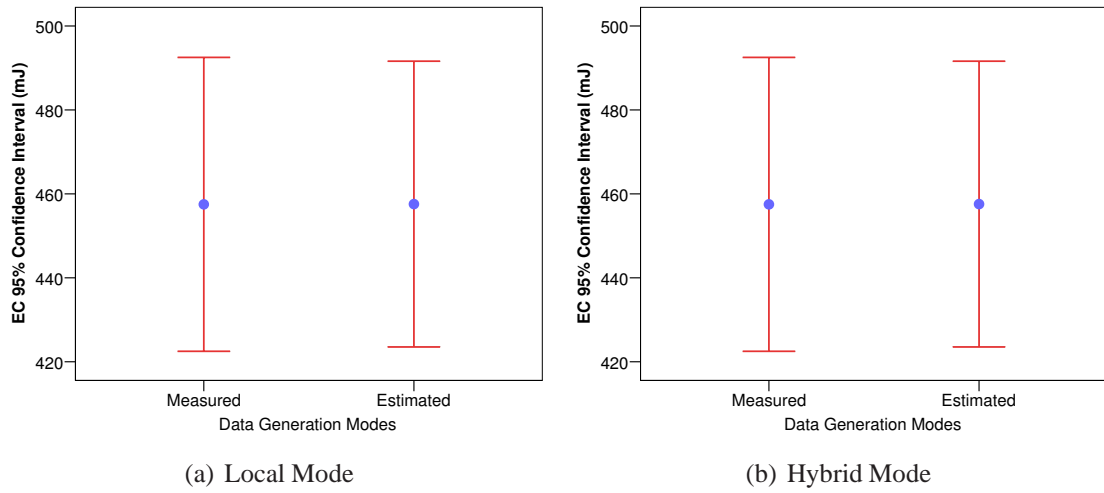 500
480
460
440
420
EC 95% Confidence Interval (mJ)
Measured
Estimated
Data Generation Modes
(a) Local Mode
500
480
460
440
420
EC 95% Confidence Interval (mJ)
Measured
Estimated
Data Generation Modes
(b) Hybrid Mode